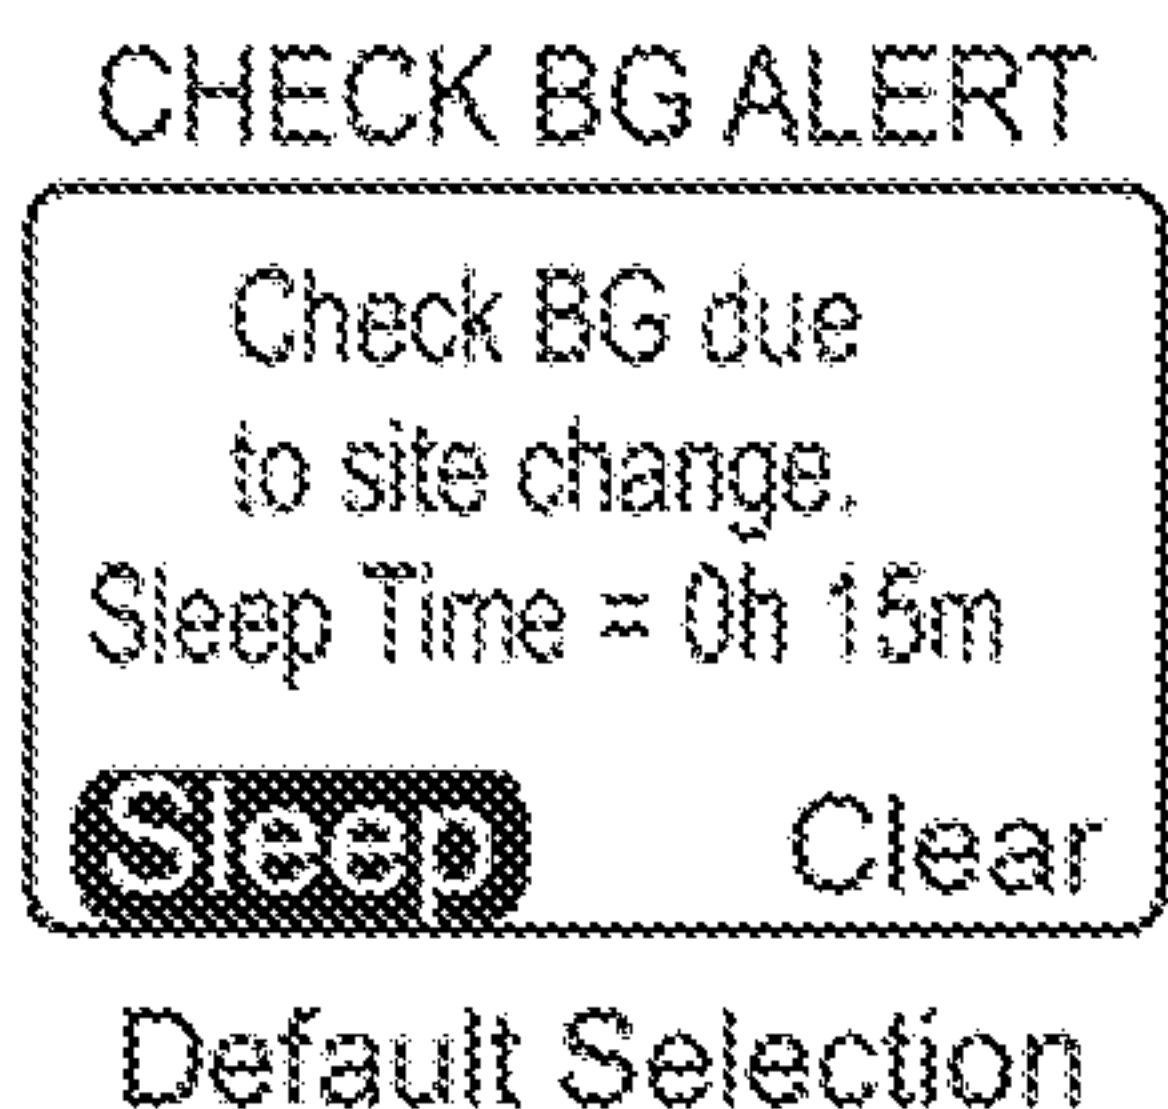 CHECK BG ALERT
Check BG due
to site change.
Sleep Time = 0h 15m
Sleep Clear
Default Selection